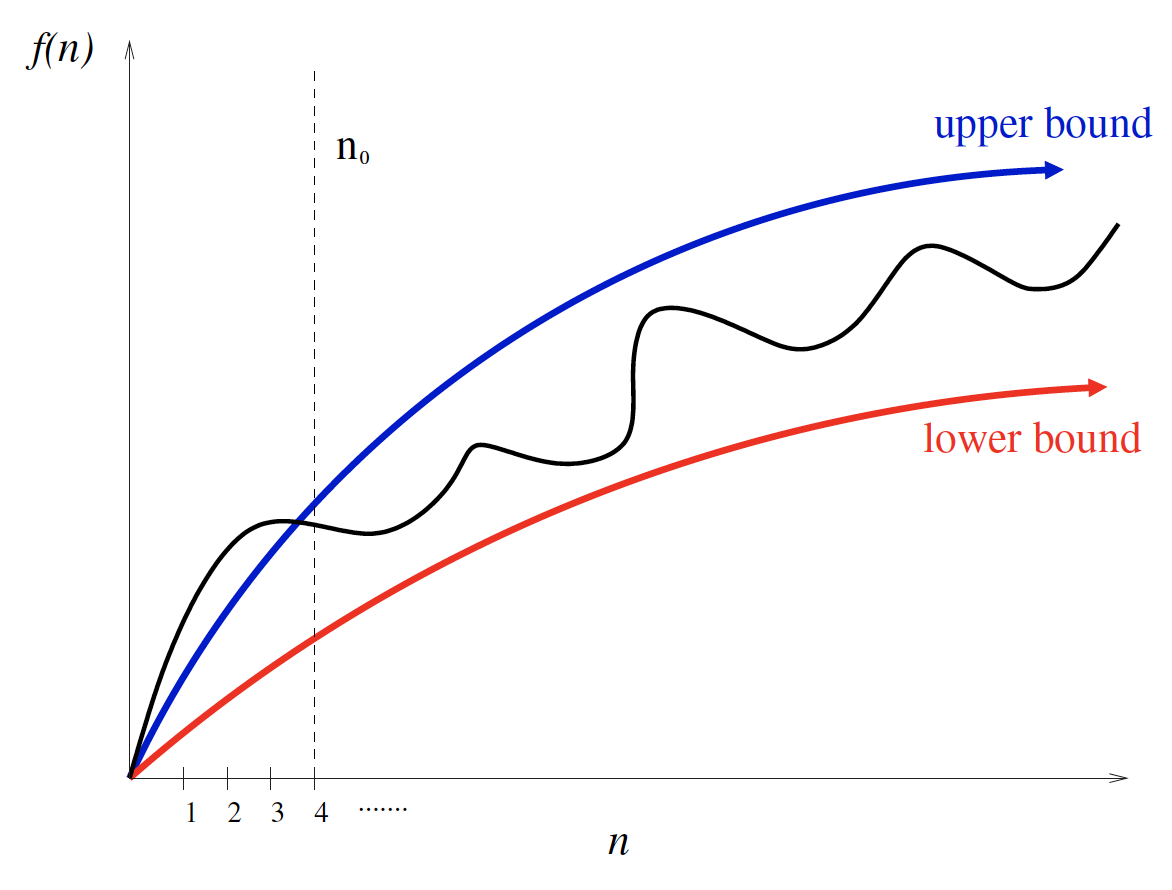 f(n)
n₀
upper bound
lower bound
1 2 3 4 .......
n